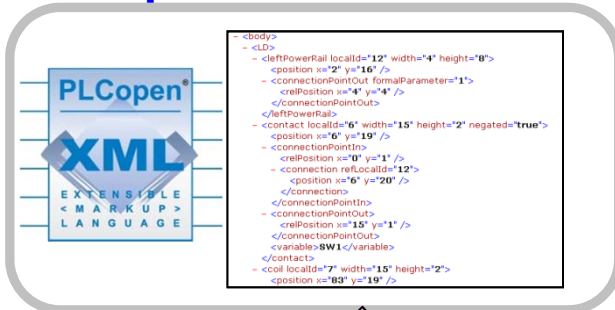 PLCopen®
XML
EXTENSIBLE
<MARKUP>
LANGUAGE
- <body>
- <LD>
- <leftPowerRail localId="12" width="4" height="8">
<position x="2" y="16" />
- <connectionPointOut formalParameter="1">
<relPosition x="4" y="4" />
</connectionPointOut>
</leftPowerRail>
- <contact localId="6" width="15" height="2" negated="true">
<position x="6" y="19" />
- <connectionPointIn>
<relPosition x="0" y="1" />
- <connection refLocalId="12">
<position x="6" y="20" />
</connection>
</connectionPointIn>
- <connectionPointOut>
<relPosition x="15" y="1" />
</connectionPointOut>
<variable>SW1</variable>
</contact>
- <coil localId="7" width="15" height="2">
<position x="83" y="19" />